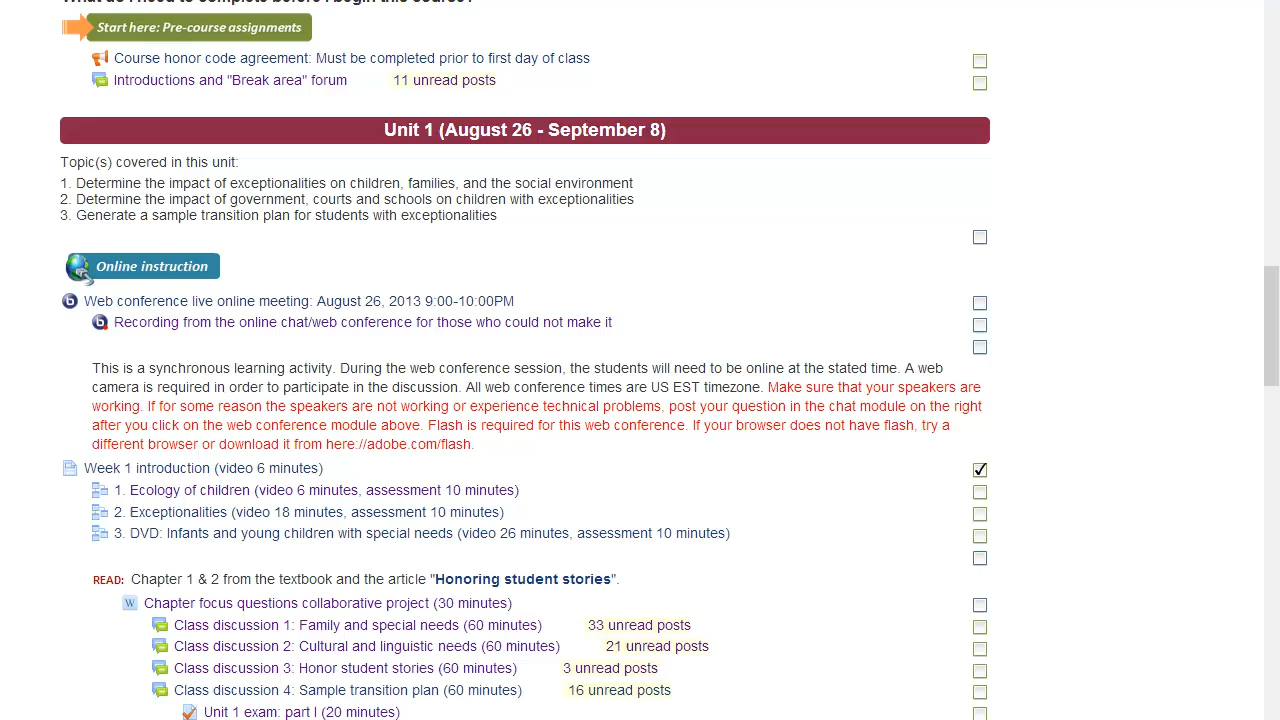 What do I need to complete before I begin this course?
Start here: Pre-course assignments
Course honor code agreement: Must be completed prior to first day of class
Introductions and "Break area" forum 11 unread posts
Unit 1 (August 26 - September 8)
Topic(s) covered in this unit:
1. Determine the impact of exceptionalities on children, families, and the social environment
2. Determine the impact of government, courts and schools on children with exceptionalities
3. Generate a sample transition plan for students with exceptionalities
Online instruction
Web conference live online meeting: August 26, 2013 9:00-10:00PM
Recording from the online chat/web conference for those who could not make it
This is a synchronous learning activity. During the web conference session, the students will need to be online at the stated time. A web
camera is required in order to participate in the discussion. All web conference times are US EST timezone. Make sure that your speakers are
working. If for some reason the speakers are not working or experience technical problems, post your question in the chat module on the right
after you click on the web conference module above. Flash is required for this web conference. If your browser does not have flash, try a
different browser or download it from here://adobe.com/flash.
Week 1 introduction (video 6 minutes)
1. Ecology of children (video 6 minutes, assessment 10 minutes)
2. Exceptionalities (video 18 minutes, assessment 10 minutes)
3. DVD: Infants and young children with special needs (video 26 minutes, assessment 10 minutes)
READ: Chapter 1 & 2 from the textbook and the article "Honoring student stories".
W Chapter focus questions collaborative project (30 minutes)
Class discussion 1: Family and special needs (60 minutes) 33 unread posts
Class discussion 2: Cultural and linguistic needs (60 minutes) 21 unread posts
Class discussion 3: Honor student stories (60 minutes) 3 unread posts
Class discussion 4: Sample transition plan (60 minutes) 16 unread posts
Unit 1 exam: part I (20 minutes)